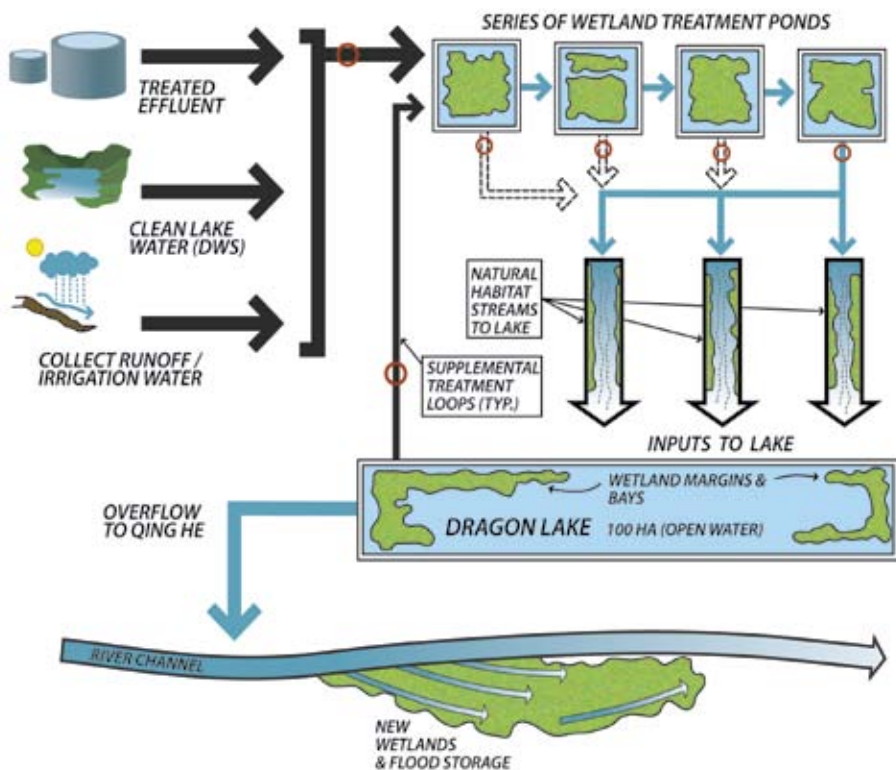 SERIES OF WETLAND TREATMENT PONDS
TREATED
EFFLUENT
CLEAN LAKE
WATER (DWS)
COLLECT RUNOFF /
IRRIGATION WATER
NATURAL
HABITAT
STREAMS
TO LAKE
SUPPLEMENTAL
TREATMENT
LOOPS (TYP.)
INPUTS TO LAKE
WETLAND MARGINS &
BAYS
DRAGON LAKE 100 HA (OPEN WATER)
OVERFLOW
TO QING HE
RIVER CHANNEL
NEW
WETLANDS
& FLOOD STORAGE